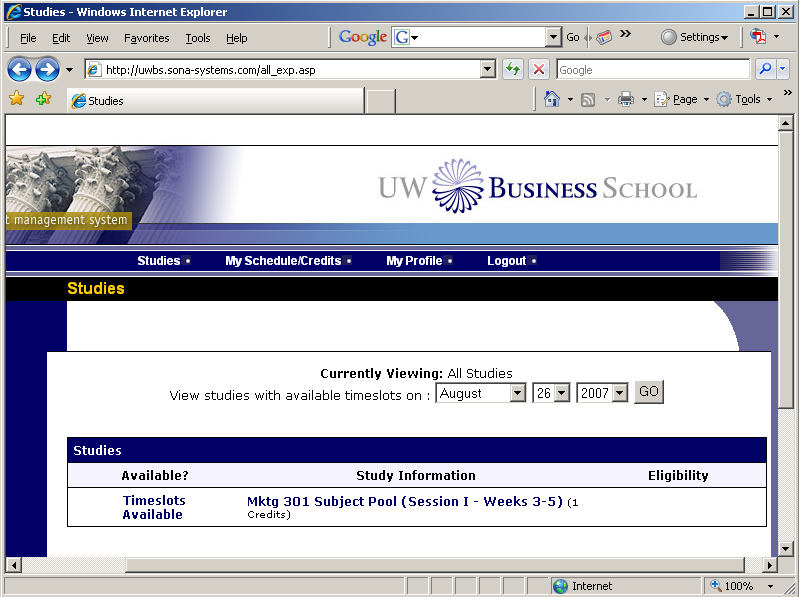 Studies - Windows Internet Explorer
File Edit View Favorites Tools Help Google G Go » Settings
http://uwbs.sona-systems.com/all_exp.asp Google
Studies Page Tools »
UW BUSINESS SCHOOL
t management system
Studies My Schedule/Credits My Profile Logout
Studies
Currently Viewing: All Studies
View studies with available timeslots on : August 26 2007 GO
Studies
Available? Study Information Eligibility
Timeslots Available Mktg 301 Subject Pool (Session I - Weeks 3-5) (1 Credits)
Internet 100%